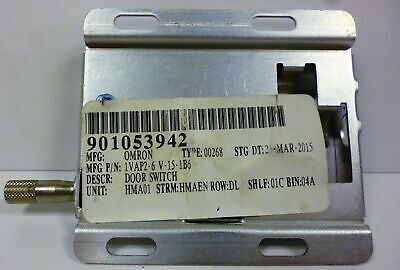 901053942
MFG: OMRON TYPE:00268 STG DT:24-MAR-2015
MFG P/N: 1VAP2-6 V-15-1B6
DESCR: DOOR SWITCH
UNIT: HMA01 STRM:HMAEN ROW:DL SHLF:01C BIN:04A